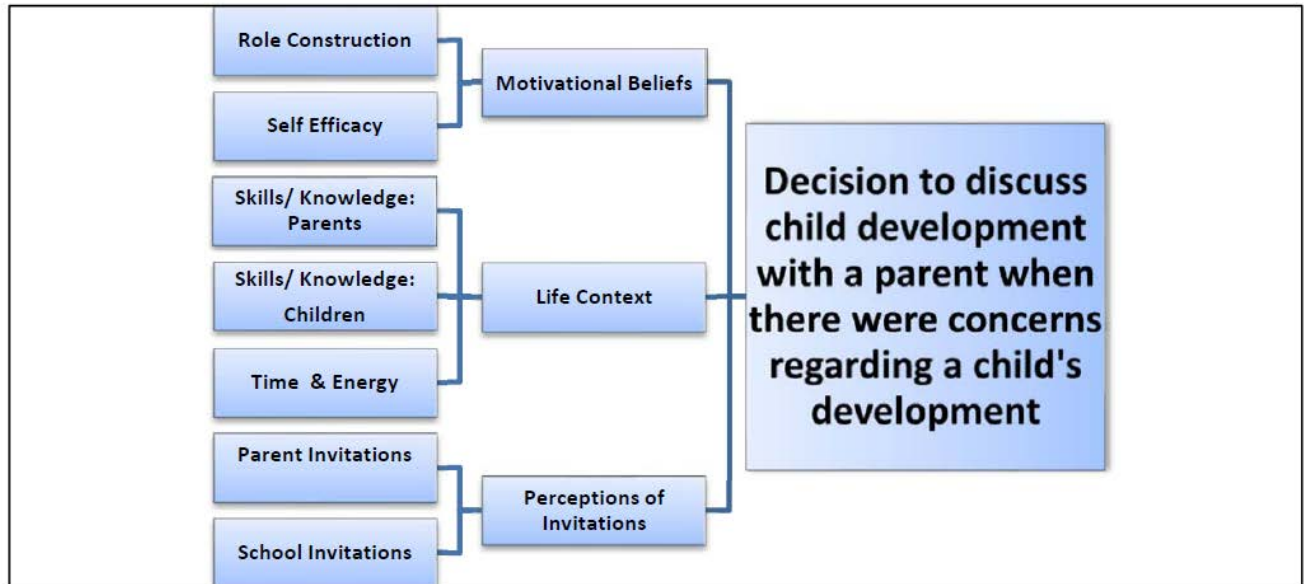 Role Construction
Self Efficacy
Motivational Beliefs
Skills/ Knowledge:
Parents
Skills/ Knowledge:
Children
Time & Energy
Life Context
Parent Invitations
School Invitations
Perceptions of
Invitations
Decision to discuss
child development
with a parent when
there were concerns
regarding a child's
development